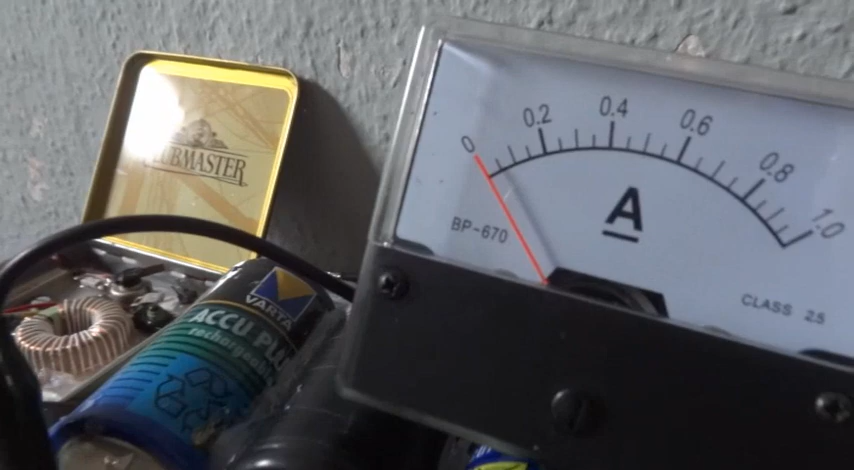 CLUBMASTER
VARTA
ACCU PLU
rechargeable
0 0.2 0.4 0.6 0.8 1.0
A
BP-670
CLASS 2.5